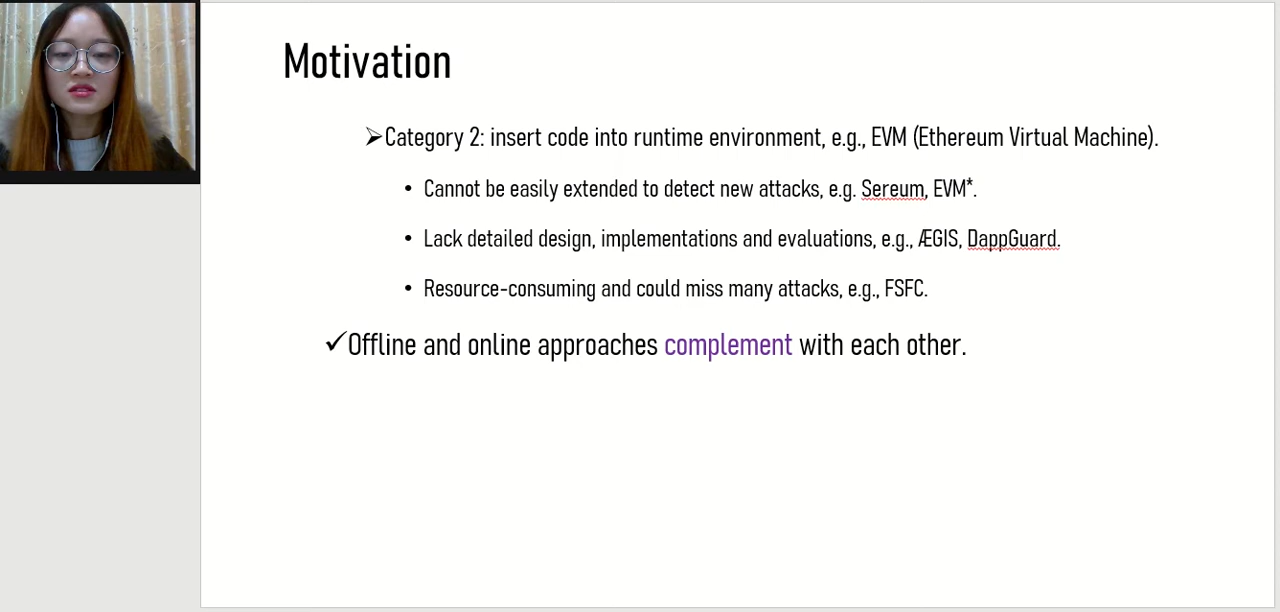 Motivation
➢Category 2: insert code into runtime environment, e.g., EVM (Ethereum Virtual Machine).
• Cannot be easily extended to detect new attacks, e.g. Sereum, EVM*.
• Lack detailed design, implementations and evaluations, e.g., ÆGIS, DappGuard.
• Resource-consuming and could miss many attacks, e.g., FSFC.
✓Offline and online approaches complement with each other.